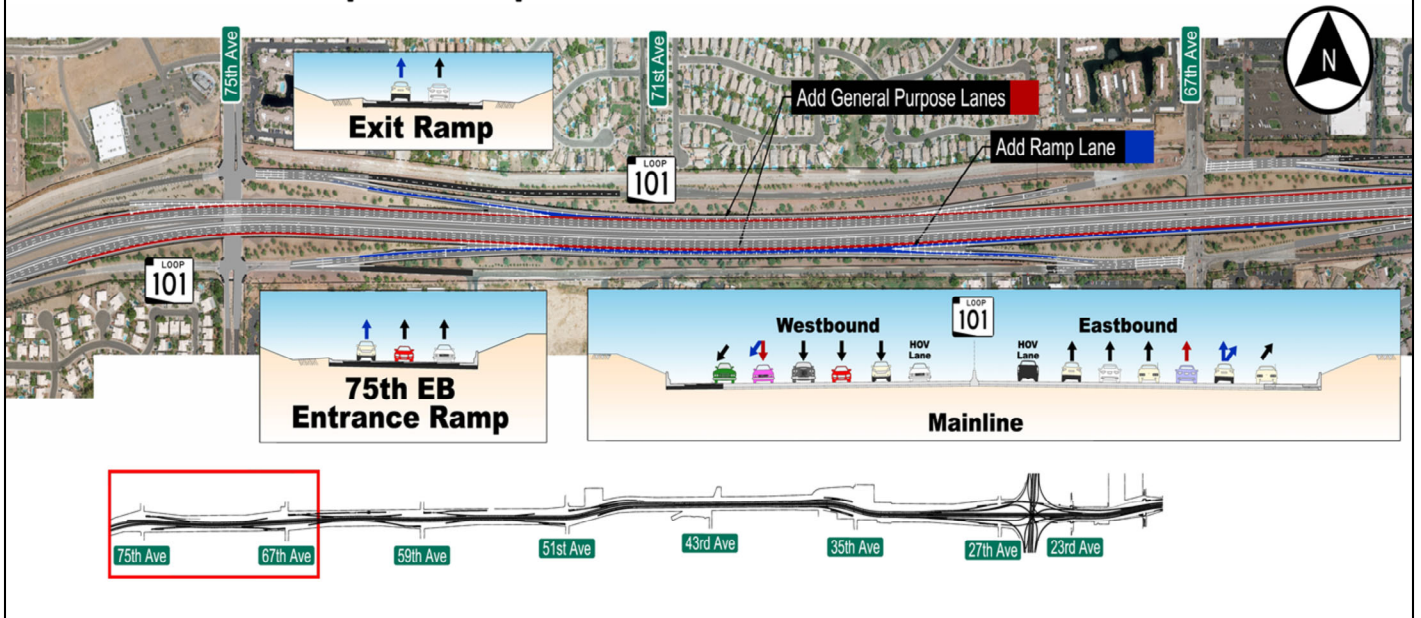 75th Ave
71st Ave
67th Ave
N
Add General Purpose Lanes
Add Ramp Lane
Exit Ramp
LOOP
101
LOOP
101
75th EB
Entrance Ramp
LOOP
101
Westbound
Eastbound
HOV
Lane
HOV
Lane
Mainline
75th Ave
67th Ave
59th Ave
51st Ave
43rd Ave
35th Ave
27th Ave
23rd Ave